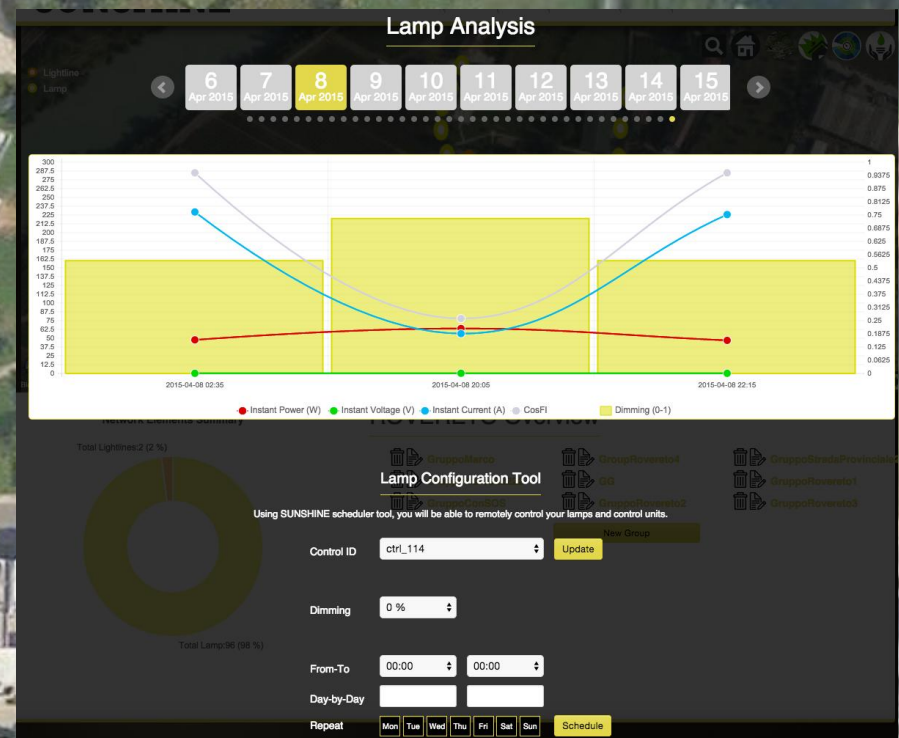 SUNSHINE
Lamp Analysis
Lightline
Lamp
6 7 8 9 10 11 12 13 14 15
Apr 2015 Apr 2015 Apr 2015 Apr 2015 Apr 2015 Apr 2015 Apr 2015 Apr 2015 Apr 2015 Apr 2015
300 1
287.5 0.9375
275
262.5 0.875
250
237.5 0.8125
225 0.75
212.5
200 0.6875
187.5 0.625
175
162.5 0.5625
150 0.5
137.5
125 0.4375
112.5 0.375
100
87.5 0.3125
75 0.25
62.5
50 0.1875
37.5 0.125
25
12.5 0.0625
0 0
2015-04-08 02:35 2015-04-08 20:05 2015-04-08 22:15
Instant Power (W) Instant Voltage (V) Instant Current (A) CosFI Dimming (0-1)
Network Elements Summary ROVERETO Overview
Total Lightlines:2 (2 %)
GruppoMarco GroupRovereto4 GruppoStradaProvinciale
Lamp Configuration Tool
GG GruppoRovereto1
GruppoRovereto2 GruppoRovereto3
Using SUNSHINE scheduler tool, you will be able to remotely control your lamps and control units.
New Group
Control ID ctrl_114 Update
Dimming 0 %
Total Lamp:96 (98 %)
From-To 00:00 00:00
Day-by-Day
Repeat Mon Tue Wed Thu Fri Sat Sun Schedule